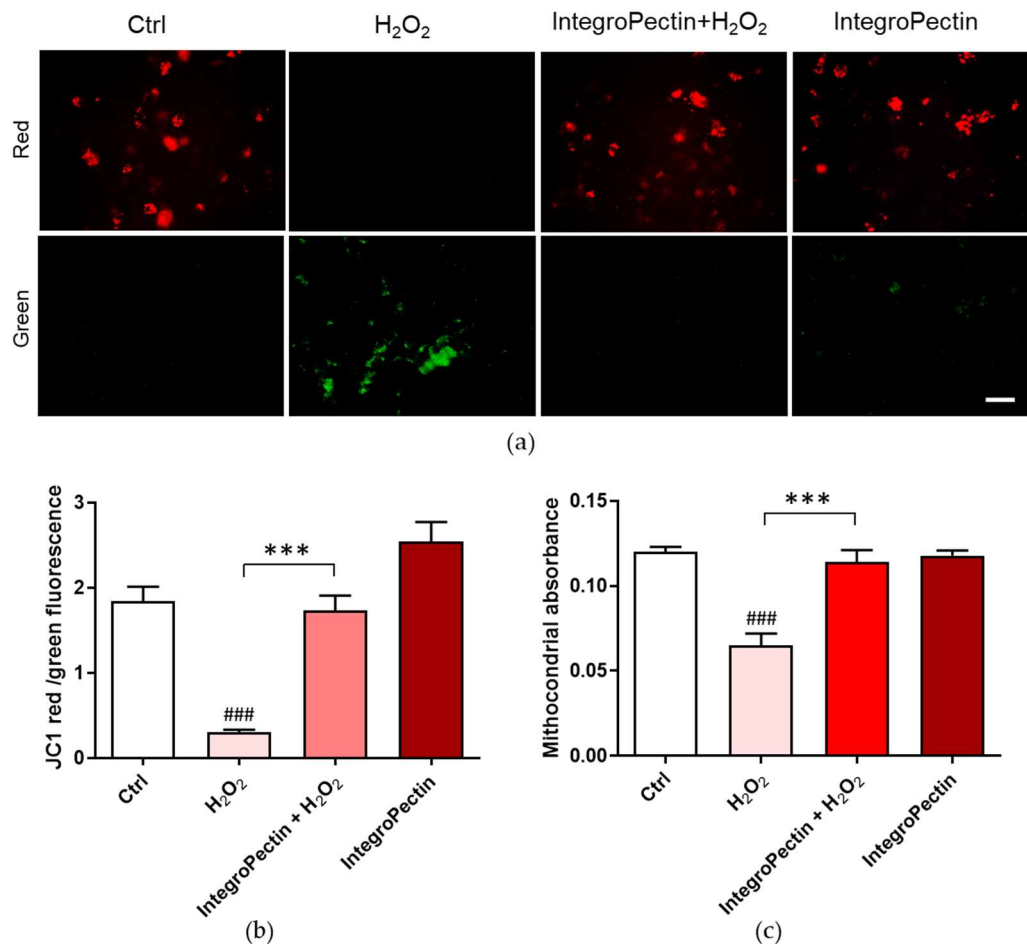 Ctrl
H₂O₂
IntegroPectin+H₂O₂
IntegroPectin
Red
Green
(a)
JC1 red /green fluorescence
3
2
1
0
***
###
Ctrl
H₂O₂
IntegroPectin + H₂O₂
IntegroPectin
(b)
Mithocondrial absorbance
0.15
0.10
0.05
0.00
***
###
Ctrl
H₂O₂
IntegroPectin + H₂O₂
IntegroPectin
(c)